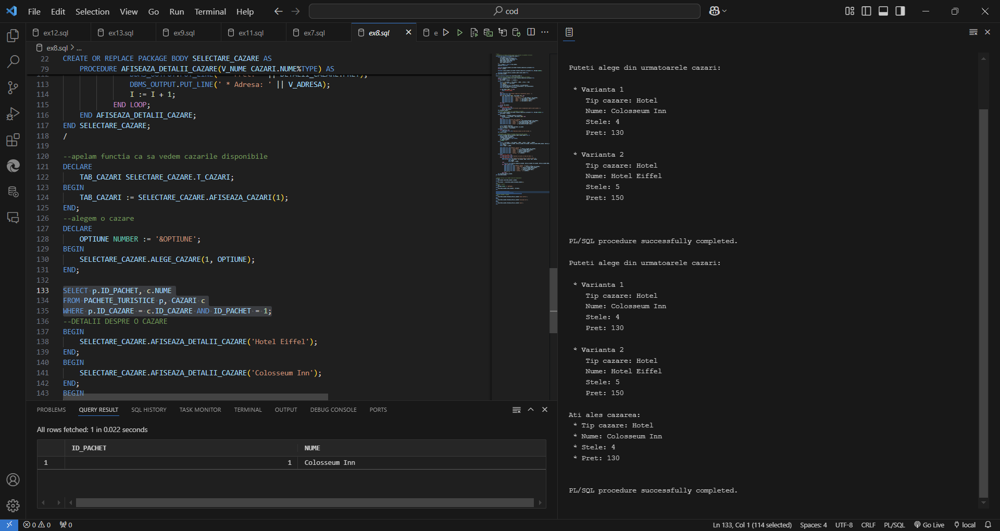 File Edit Selection View Go Run Terminal Help
cod
ex12.sql ex13.sql ex9.sql ex11.sql ex7.sql ex8.sql e
ex8.sql > ...
22 CREATE OR REPLACE PACKAGE BODY SELECTARE_CAZARE AS
79 PROCEDURE AFISEAZA_DETALII_CAZARE(V_NUME CAZARI.NUME%TYPE) AS
113 DBMS_OUTPUT.PUT_LINE(' * Adresa: ' || V_ADRESA);
114 I := I + 1;
115 END LOOP;
116 END AFISEAZA_DETALII_CAZARE;
117 END SELECTARE_CAZARE;
118 /
119
120 --apelam functia ca sa vedem cazarile disponibile
121 DECLARE
122 TAB_CAZARI SELECTARE_CAZARE.T_CAZARI;
123 BEGIN
124 TAB_CAZARI := SELECTARE_CAZARE.AFISEAZA_CAZARI(1);
125 END;
126 --alegem o cazare
127 DECLARE
128 OPTIUNE NUMBER := '&OPTIUNE';
129 BEGIN
130 SELECTARE_CAZARE.ALEGE_CAZARE(1, OPTIUNE);
131 END;
132
133 SELECT p.ID_PACHET, c.NUME
134 FROM PACHETE_TURISTICE p, CAZARI c
135 WHERE p.ID_CAZARE = c.ID_CAZARE AND ID_PACHET = 1;
136 --DETALII DESPRE O CAZARE
137 BEGIN
138 SELECTARE_CAZARE.AFISEAZA_DETALII_CAZARE('Hotel Eiffel');
139 END;
140 BEGIN
141 SELECTARE_CAZARE.AFISEAZA_DETALII_CAZARE('Colosseum Inn');
142 END;
143 BEGIN
PROBLEMS QUERY RESULT SQL HISTORY TASK MONITOR TERMINAL OUTPUT DEBUG CONSOLE PORTS
All rows fetched: 1 in 0.022 seconds
ID_PACHET NUME
1 1 Colosseum Inn
Puteti alege din urmatoarele cazari:
* Varianta 1
Tip cazare: Hotel
Nume: Colosseum Inn
Stele: 4
Pret: 130
* Varianta 2
Tip cazare: Hotel
Nume: Hotel Eiffel
Stele: 5
Pret: 150
PL/SQL procedure successfully completed.
Puteti alege din urmatoarele cazari:
* Varianta 1
Tip cazare: Hotel
Nume: Colosseum Inn
Stele: 4
Pret: 130
* Varianta 2
Tip cazare: Hotel
Nume: Hotel Eiffel
Stele: 5
Pret: 150
Ati ales cazarea:
* Tip cazare: Hotel
* Nume: Colosseum Inn
* Stele: 4
* Pret: 130
PL/SQL procedure successfully completed.
0 0 0 Ln 133, Col 1 (114 selected) Spaces: 4 UTF-8 CRLF PL/SQL Go Live local